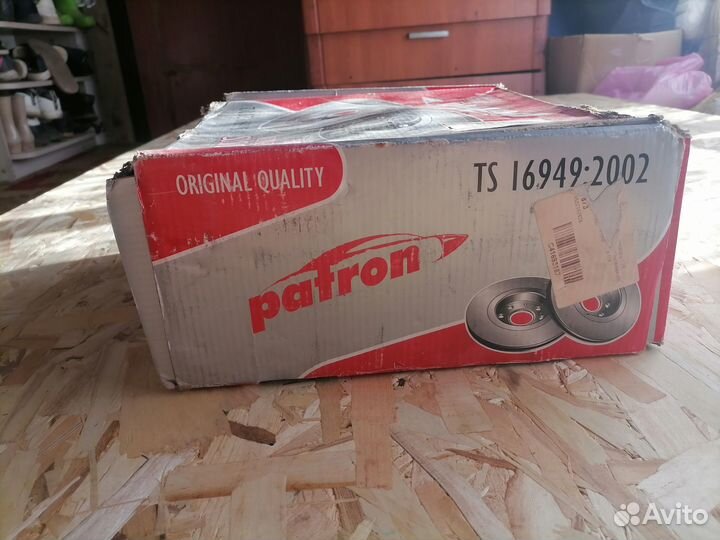 ORIGINAL QUALITY
TS 16949:2002
patron
Avito